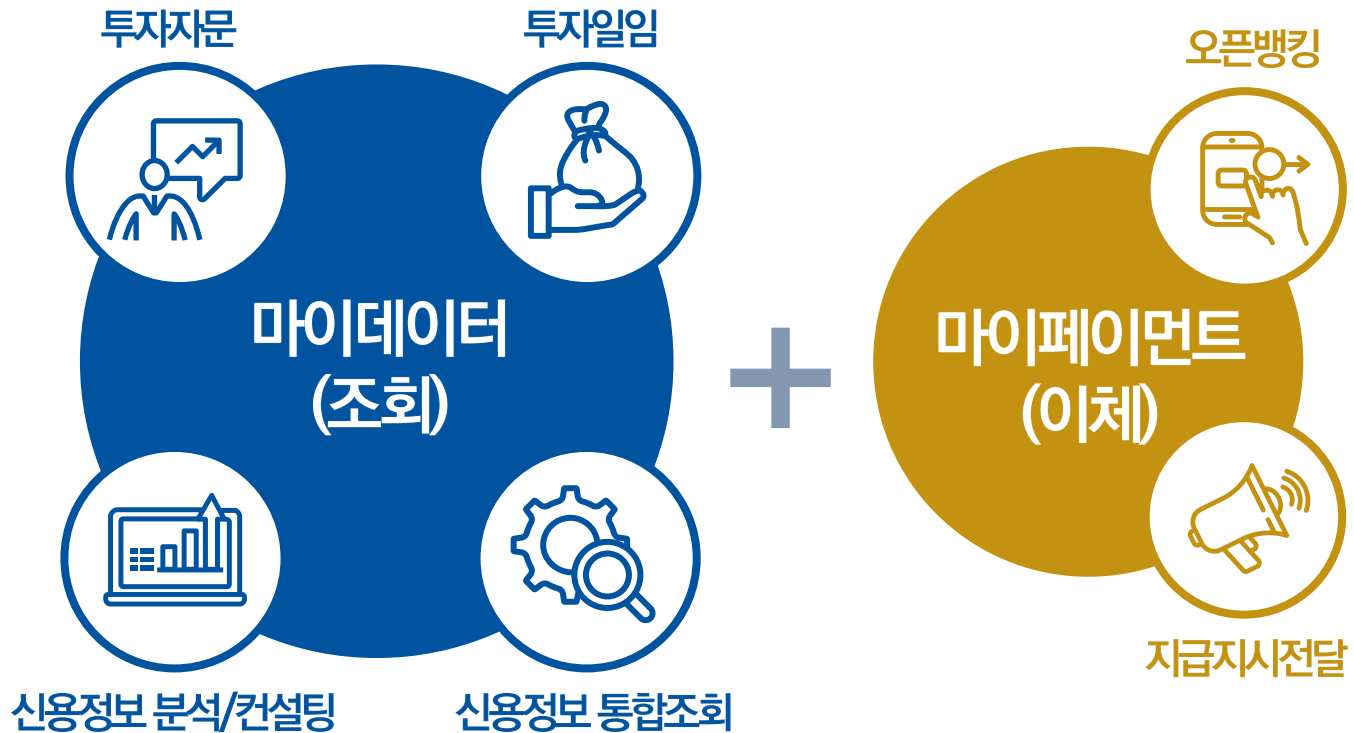 투자자문
투자일임
오픈뱅킹
마이데이터
(조회)
마이페이먼트
(이체)
신용정보 분석/컨설팅
신용정보 통합조회
지급지시전달